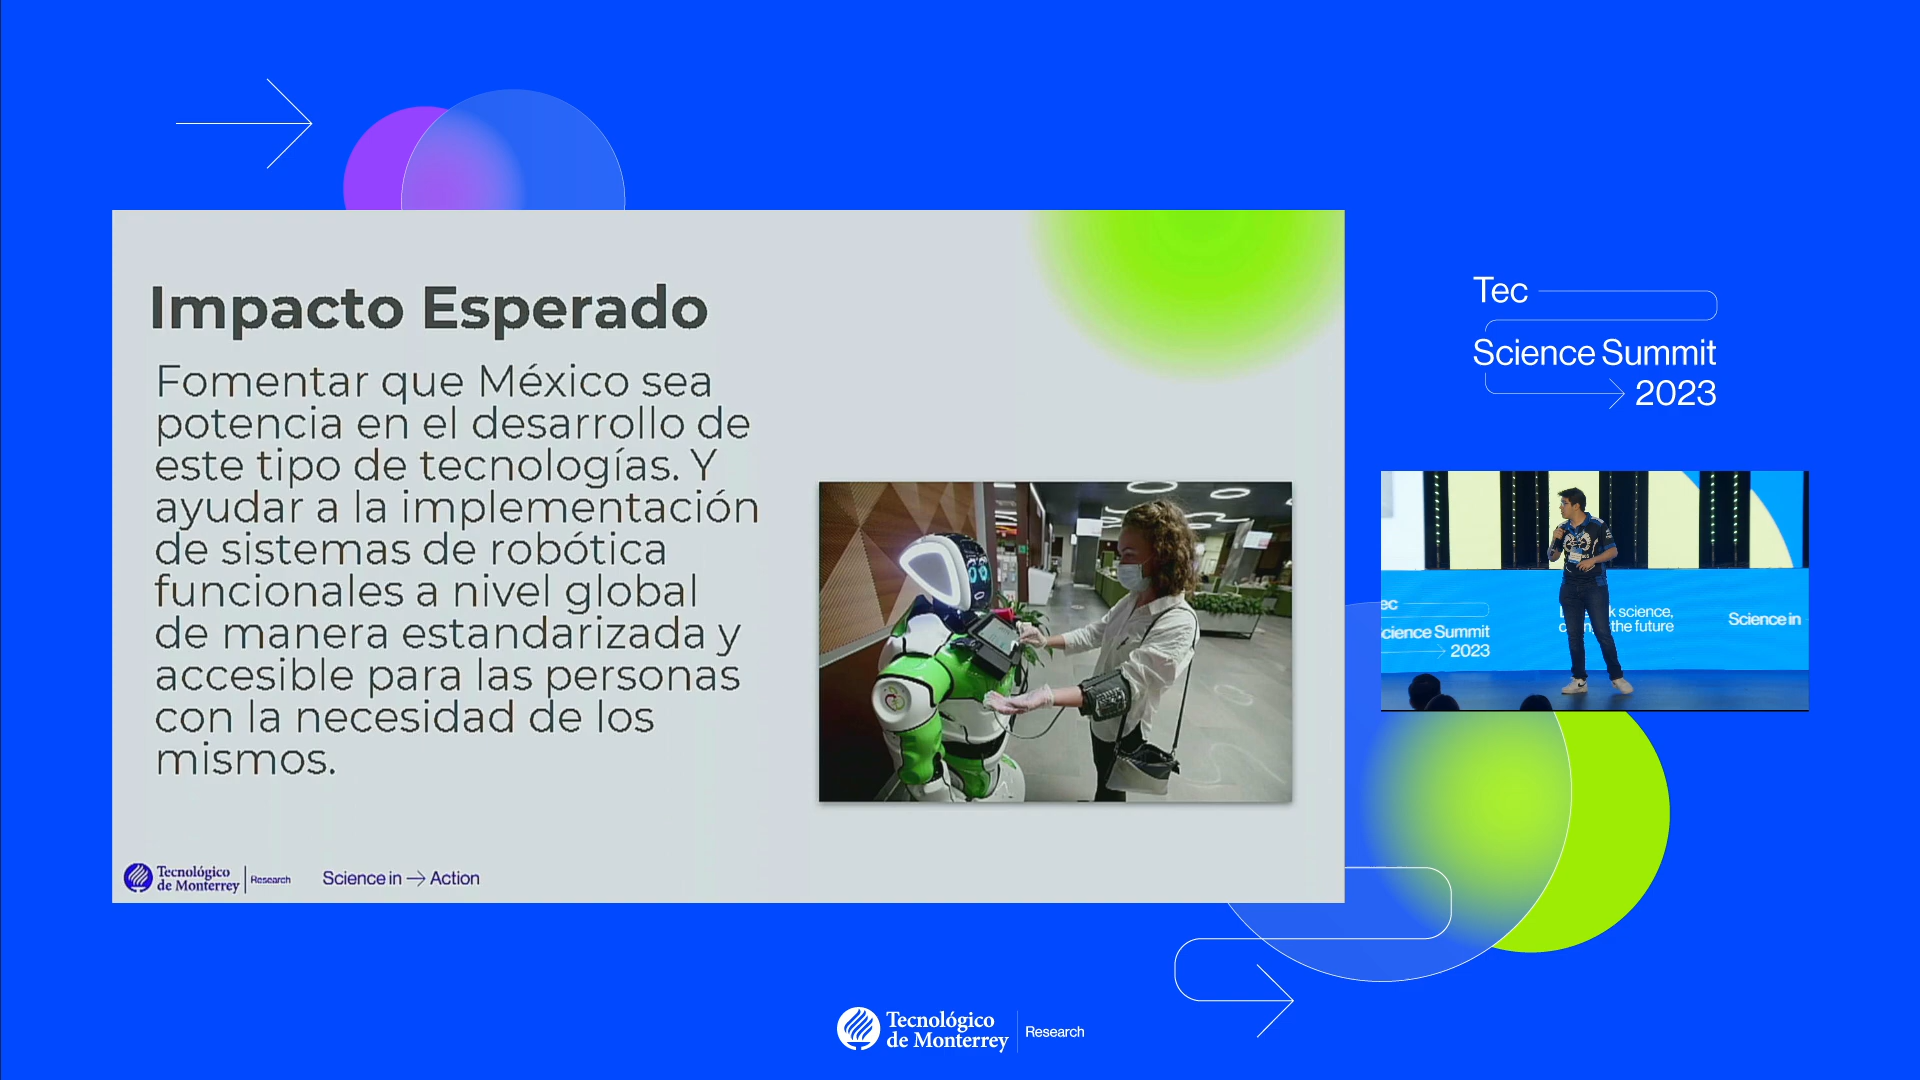 Impacto Esperado
Fomentar que México sea
potencia en el desarrollo de
este tipo de tecnologías. Y
ayudar a la implementación
de sistemas de robótica
funcionales a nivel global
de manera estandarizada y
accesible para las personas
con la necesidad de los
mismos.
Tecnológico
de Monterrey
Research
Science in Action
Tec
Science Summit
2023
ec
cience Summit
2023
k science,
the future
Science in
Tecnológico
de Monterrey
Research